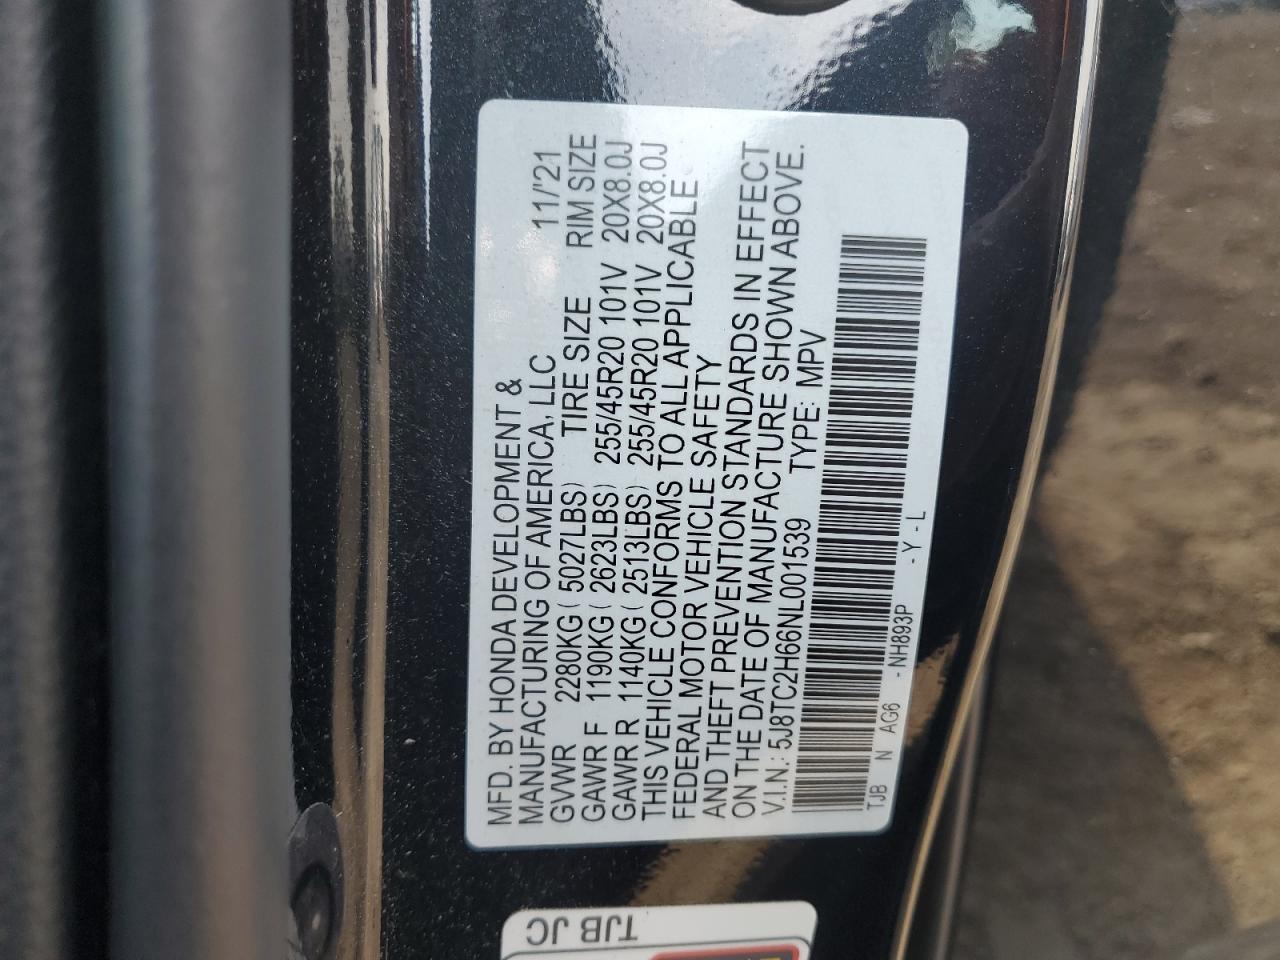 MFD. BY HONDA DEVELOPMENT &
MANUFACTURING OF AMERICA, LLC 11/'21
GVWR 2280KG ( 5027LBS) TIRE SIZE RIM SIZE
GAWR F 1190KG ( 2623LBS) 255/45R20 101V 20X8.0J
GAWR R 1140KG ( 2513LBS) 255/45R20 101V 20X8.0J
THIS VEHICLE CONFORMS TO ALL APPLICABLE
FEDERAL MOTOR VEHICLE SAFETY
AND THEFT PREVENTION STANDARDS IN EFFECT
ON THE DATE OF MANUFACTURE SHOWN ABOVE.
V.I.N.: 5J8TC2H66NL001539 TYPE: MPV
TJB N AG6 - NH893P - Y - L
TJB JC